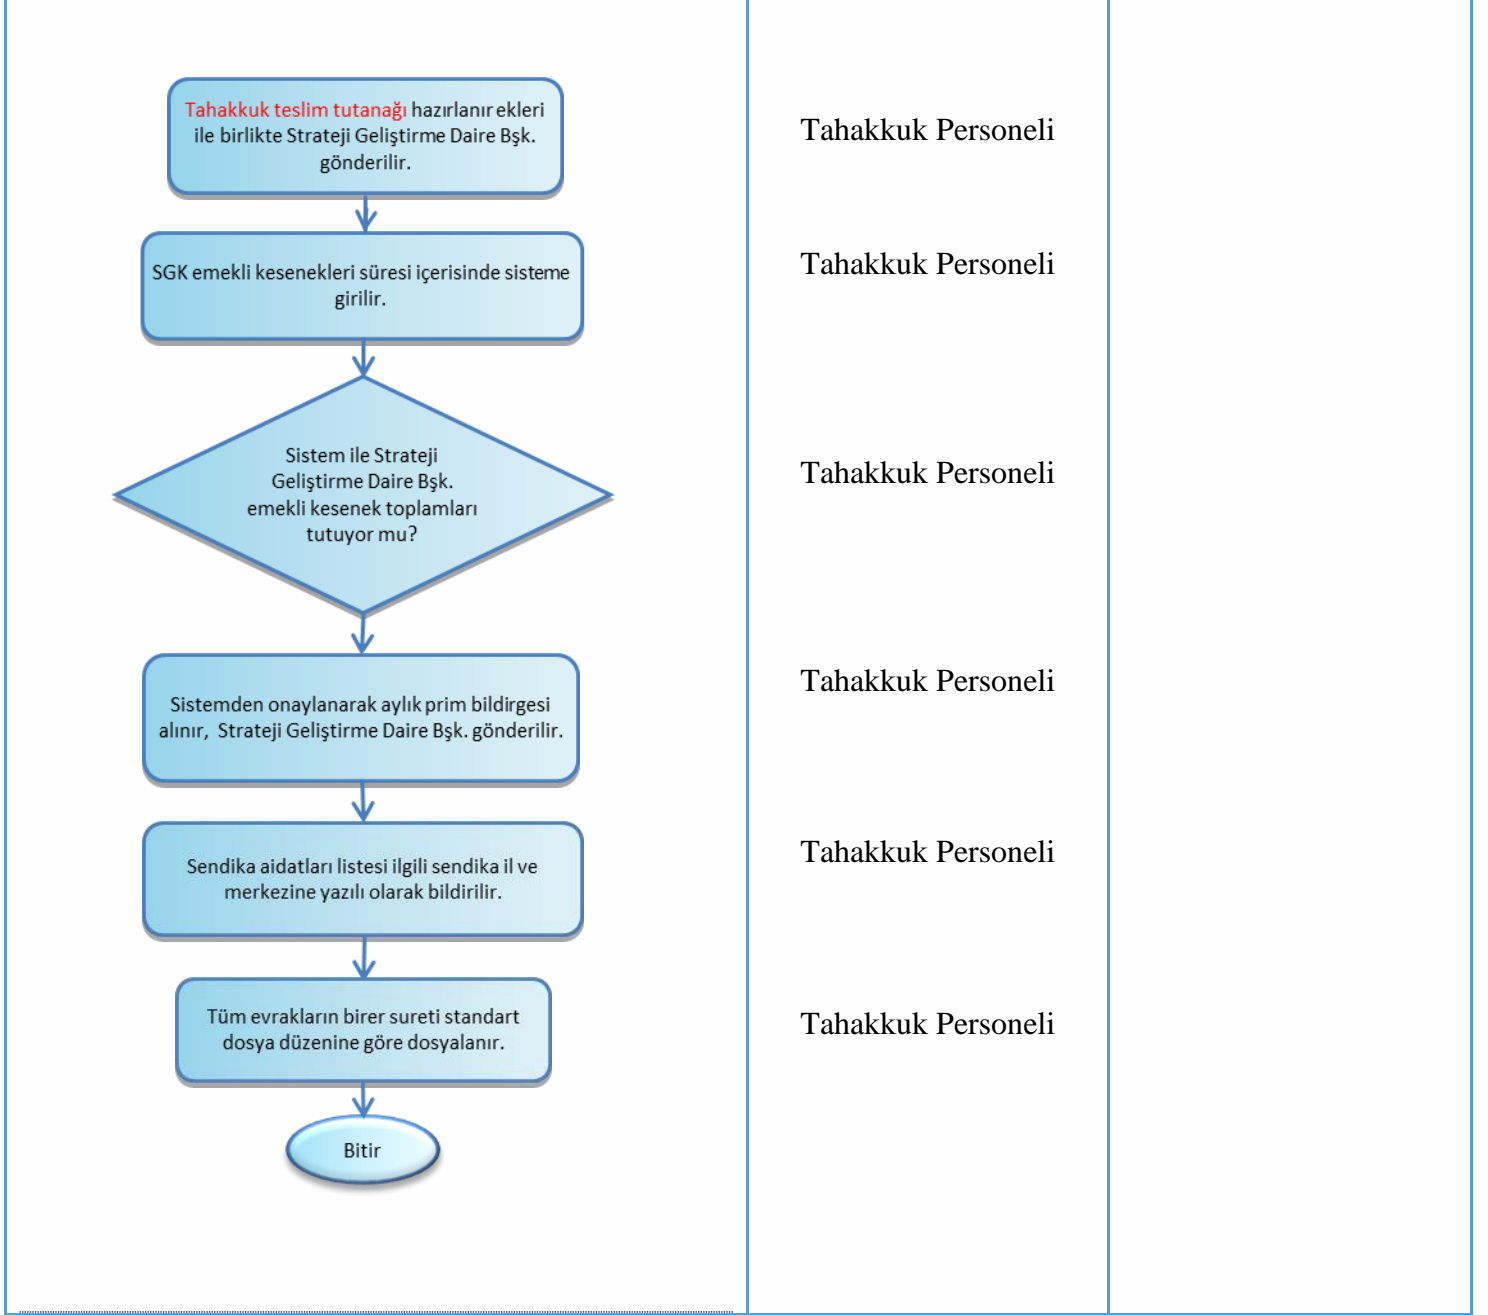 Tahakkuk teslim tutanağı hazırlanır ekleri
ile birlikte Strateji Geliştirme Daire Bşk.
gönderilir.
Tahakkuk Personeli
SGK emekli kesenekleri süresi içerisinde sisteme
girilir.
Tahakkuk Personeli
Sistem ile Strateji
Geliştirme Daire Bşk.
emekli kesenek toplamları
tutuyor mu?
Tahakkuk Personeli
Sistemden onaylanarak aylık prim bildirgesi
alınır, Strateji Geliştirme Daire Bşk. gönderilir.
Tahakkuk Personeli
Sendika aidatları listesi ilgili sendika il ve
merkezine yazılı olarak bildirilir.
Tahakkuk Personeli
Tüm evrakların birer sureti standart
dosya düzenine göre dosyalanır.
Tahakkuk Personeli
Bitir